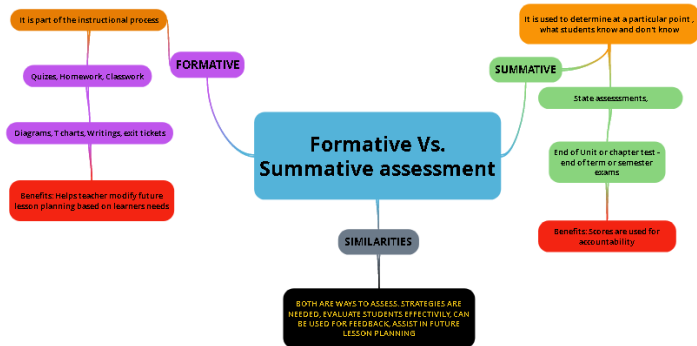 It is part of the instructional process
FORMATIVE
Quizes, Homework, Classwork
Diagrams, T charts, Writings, exit tickets
Benefits: Helps teacher modify future
lesson planning based on learners needs
Formative Vs.
Summative assessment
It is used to determine at a particular point ,
what students know and don't know
SUMMATIVE
State assesssments,
End of Unit or chapter test -
end of term or semester
exams
Benefits: Scores are used for
accountability
SIMILARITIES
BOTH ARE WAYS TO ASSESS. STRATEGIES ARE
NEEDED, EVALUATE STUDENTS EFFECTIVILY, CAN
BE USED FOR FEEDBACK, ASSIST IN FUTURE
LESSON PLANNING